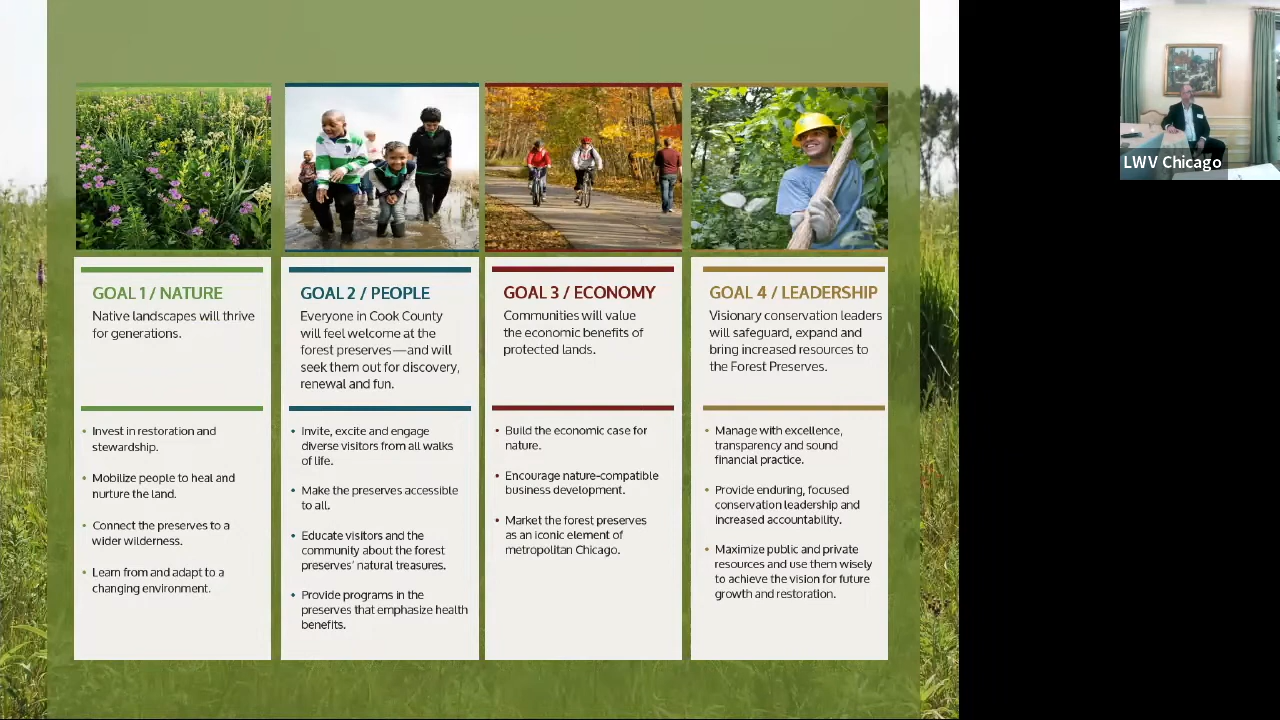 GOAL 1 / NATURE
Native landscapes will thrive
for generations.
• Invest in restoration and
stewardship.
• Mobilize people to heal and
nurture the land.
• Connect the preserves to a
wider wilderness.
• Learn from and adapt to a
changing environment.
GOAL 2 / PEOPLE
Everyone in Cook County
will feel welcome at the
forest preserves—and will
seek them out for discovery,
renewal and fun.
• Invite, excite and engage
diverse visitors from all walks
of life.
• Make the preserves accessible
to all.
• Educate visitors and the
community about the forest
preserves’ natural treasures.
• Provide programs in the
preserves that emphasize health
benefits.
GOAL 3 / ECONOMY
Communities will value
the economic benefits of
protected lands.
• Build the economic case for
nature.
• Encourage nature-compatible
business development.
• Market the forest preserves
as an iconic element of
metropolitan Chicago.
GOAL 4 / LEADERSHIP
Visionary conservation leaders
will safeguard, expand and
bring increased resources to
the Forest Preserves.
• Manage with excellence,
transparency and sound
financial practice.
• Provide enduring, focused
conservation leadership and
increased accountability.
• Maximize public and private
resources and use them wisely
to achieve the vision for future
growth and restoration.
LWV Chicago